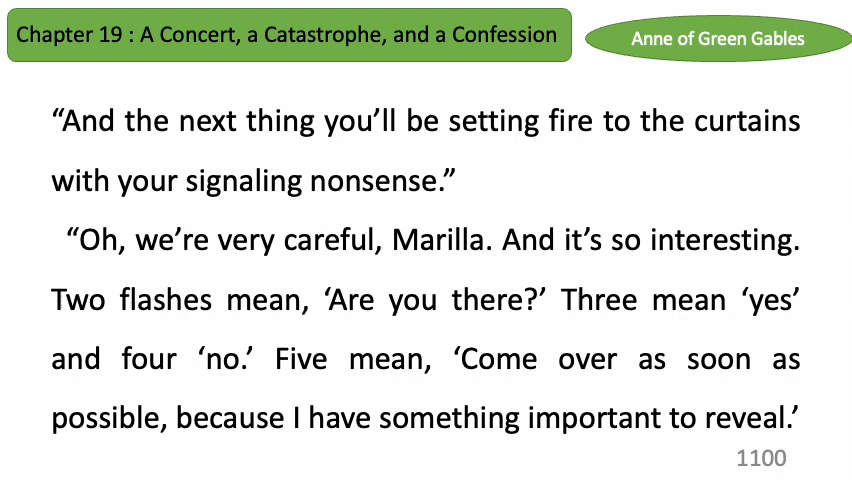 Chapter 19 : A Concert, a Catastrophe, and a Confession
Anne of Green Gables
“And the next thing you’ll be setting fire to the curtains
with your signaling nonsense.”
“Oh, we’re very careful, Marilla. And it’s so interesting.
Two flashes mean, ‘Are you there?’ Three mean ‘yes’
and four ‘no.’ Five mean, ‘Come over as soon as
possible, because I have something important to reveal.’
1100